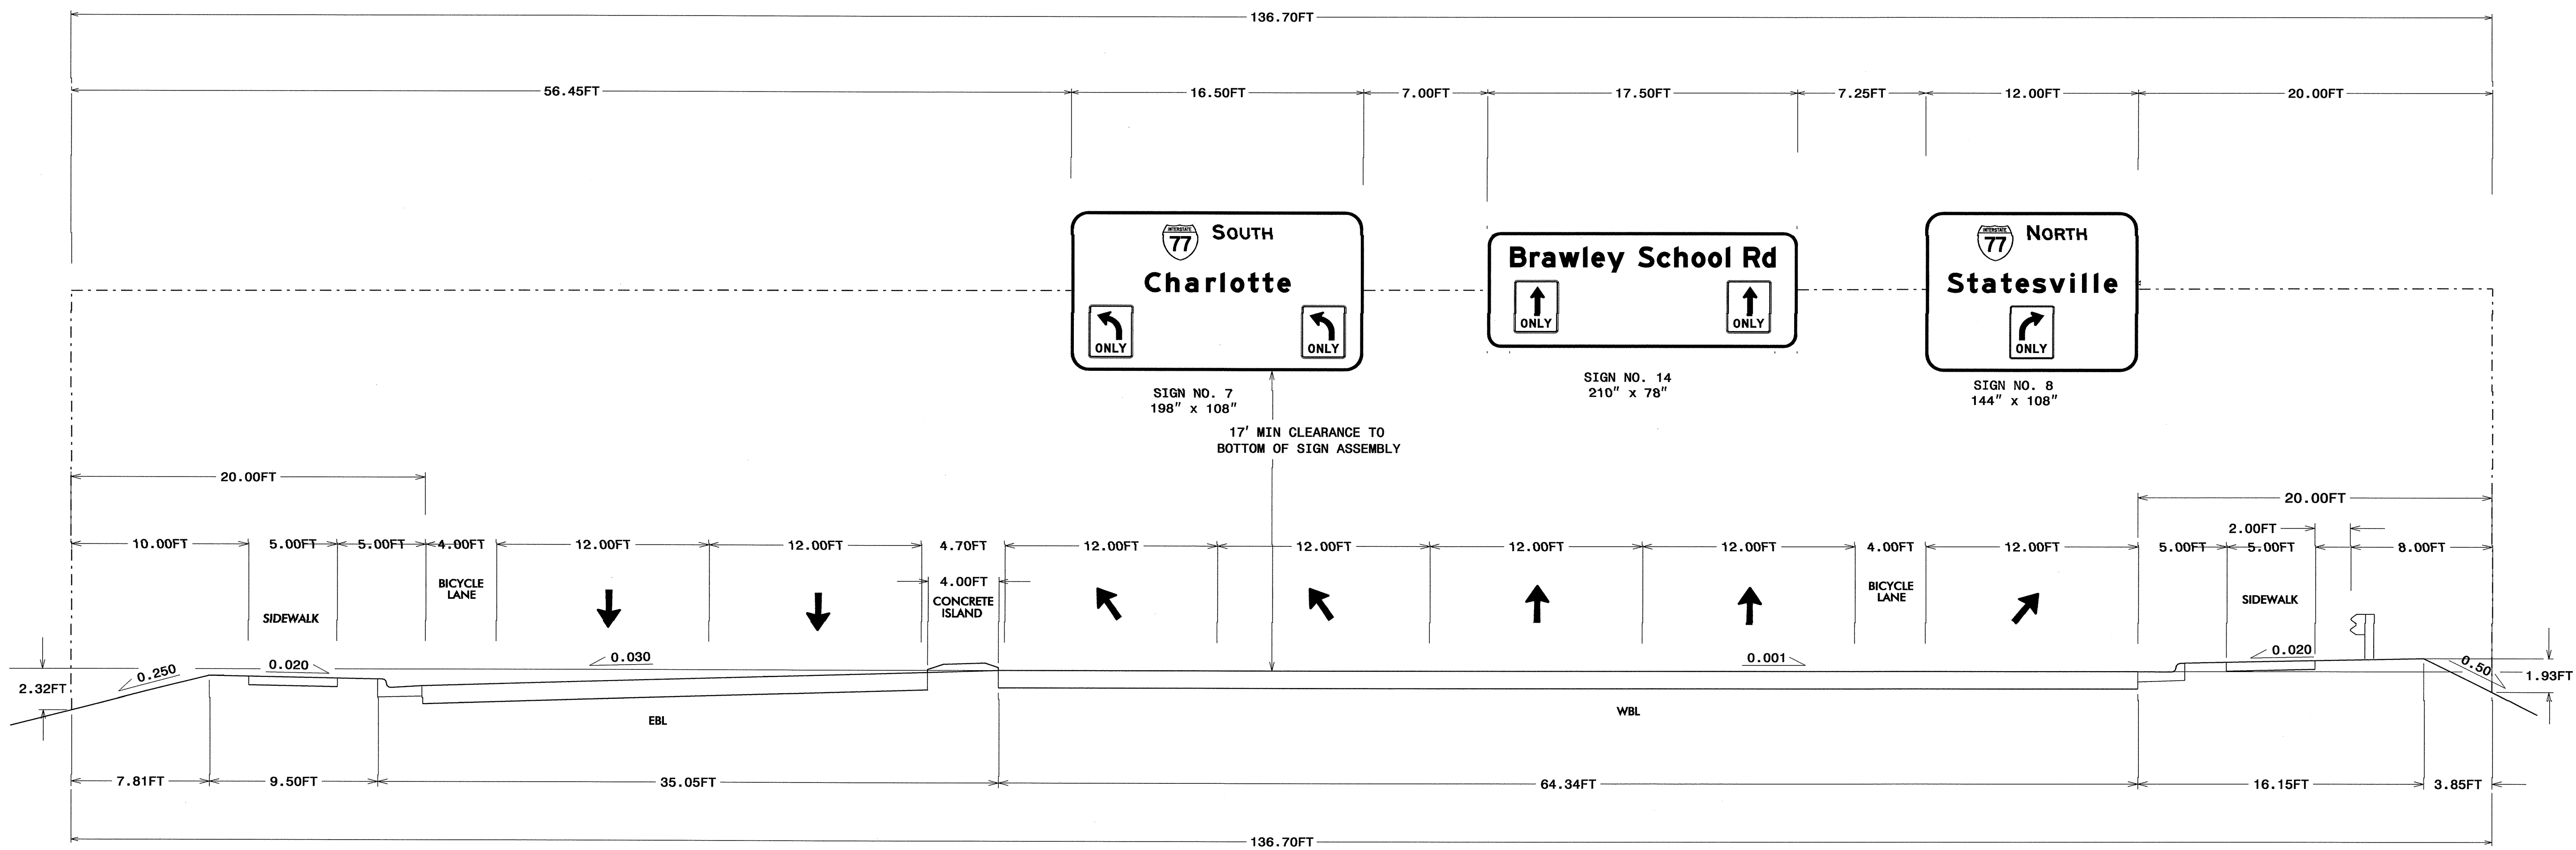 136.70FT
56.45FT 16.50FT 7.00FT 17.50FT 7.25FT 12.00FT 20.00FT
INTERSTATE
77 SOUTH
Charlotte
ONLY ONLY
Brawley School Rd
ONLY ONLY
INTERSTATE
77 NORTH
Statesville
ONLY
SIGN NO. 7
198" x 108"
SIGN NO. 14
210" x 78"
SIGN NO. 8
144" x 108"
17' MIN CLEARANCE TO
BOTTOM OF SIGN ASSEMBLY
20.00FT
20.00FT
2.00FT
10.00FT 5.00FT 5.00FT 4.00FT 12.00FT 12.00FT 4.70FT 12.00FT 12.00FT 12.00FT 12.00FT 4.00FT 12.00FT 5.00FT 5.00FT 8.00FT
SIDEWALK
BICYCLE
LANE
4.00FT
CONCRETE
ISLAND
BICYCLE
LANE
SIDEWALK
2.32FT
0.250 0.020 0.030 0.001 0.020 0.50
1.93FT
EBL WBL
7.81FT 9.50FT 35.05FT 64.34FT 16.15FT 3.85FT
136.70FT